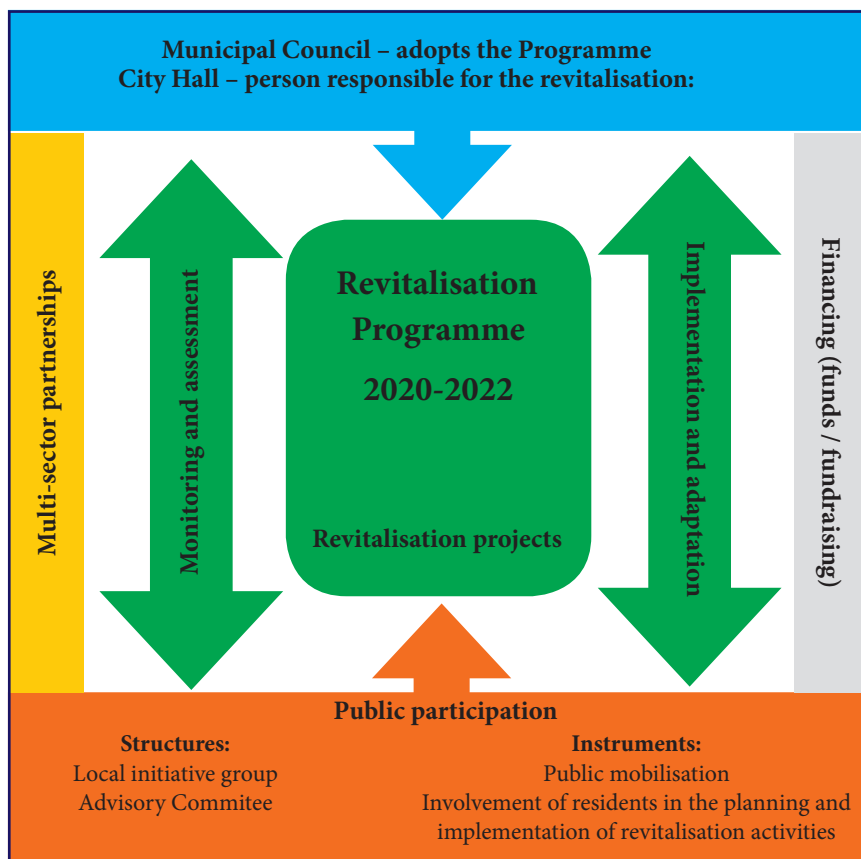 Municipal Council – adopts the Programme
City Hall – person responsible for the revitalisation:
Multi-sector partnerships
Monitoring and assessment
Revitalisation
Programme
2020-2022
Revitalisation projects
Implementation and adaptation
Financing (funds / fundraising)
Public participation
Structures:
Local initiative group
Advisory Commitee
Instruments:
Public mobilisation
Involvement of residents in the planning and
implementation of revitalisation activities